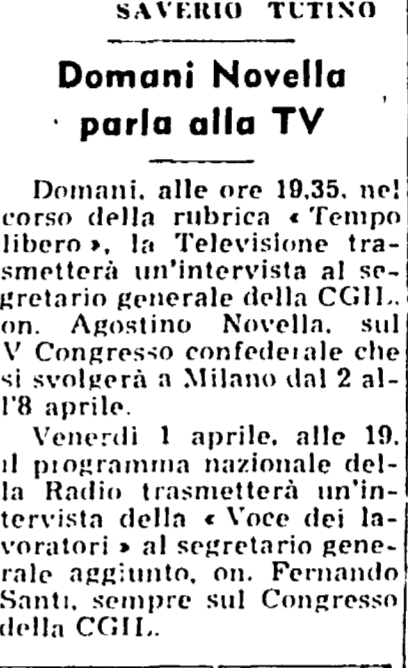 SAVERIO TUTINO
Domani Novella
parla alla TV
Domani, alle ore 19,35, nel
corso della rubrica « Tempo
libero », la Televisione tra-
smetterà un'intervista al se-
gretario generale della CGIL,
on. Agostino Novella, sul
V Congresso confederale che
si svolgerà a Milano dal 2 al-
l'8 aprile.
Venerdì 1 aprile, alle 19,
il programma nazionale del-
la Radio trasmetterà un'in-
tervista della « Voce dei la-
voratori » al segretario gene-
rale aggiunto, on. Fernando
Santi, sempre sul Congresso
della CGIL.